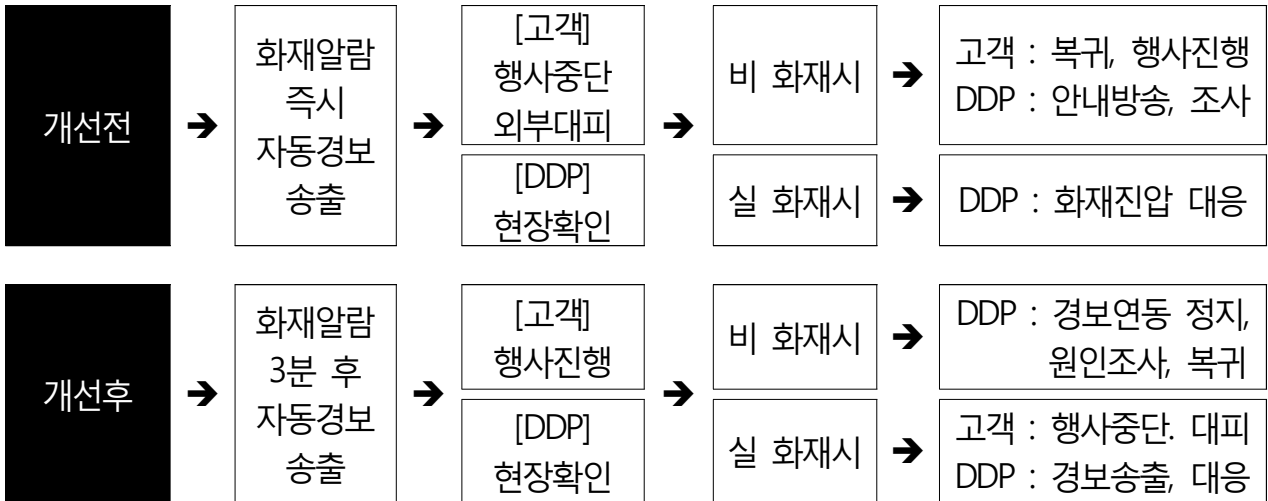 개선전
➔
화재알람
즉시
자동경보
송출
➔
[고객]
행사중단
외부대피
[DDP]
현장확인
➔
비 화재시
➔
고객 : 복귀, 행사진행
DDP : 안내방송, 조사
실 화재시
➔
DDP : 화재진압 대응
개선후
➔
화재알람
3분 후
자동경보
송출
➔
[고객]
행사진행
[DDP]
현장확인
➔
비 화재시
➔
DDP : 경보연동 정지,
원인조사, 복귀
실 화재시
➔
고객 : 행사중단. 대피
DDP : 경보송출, 대응